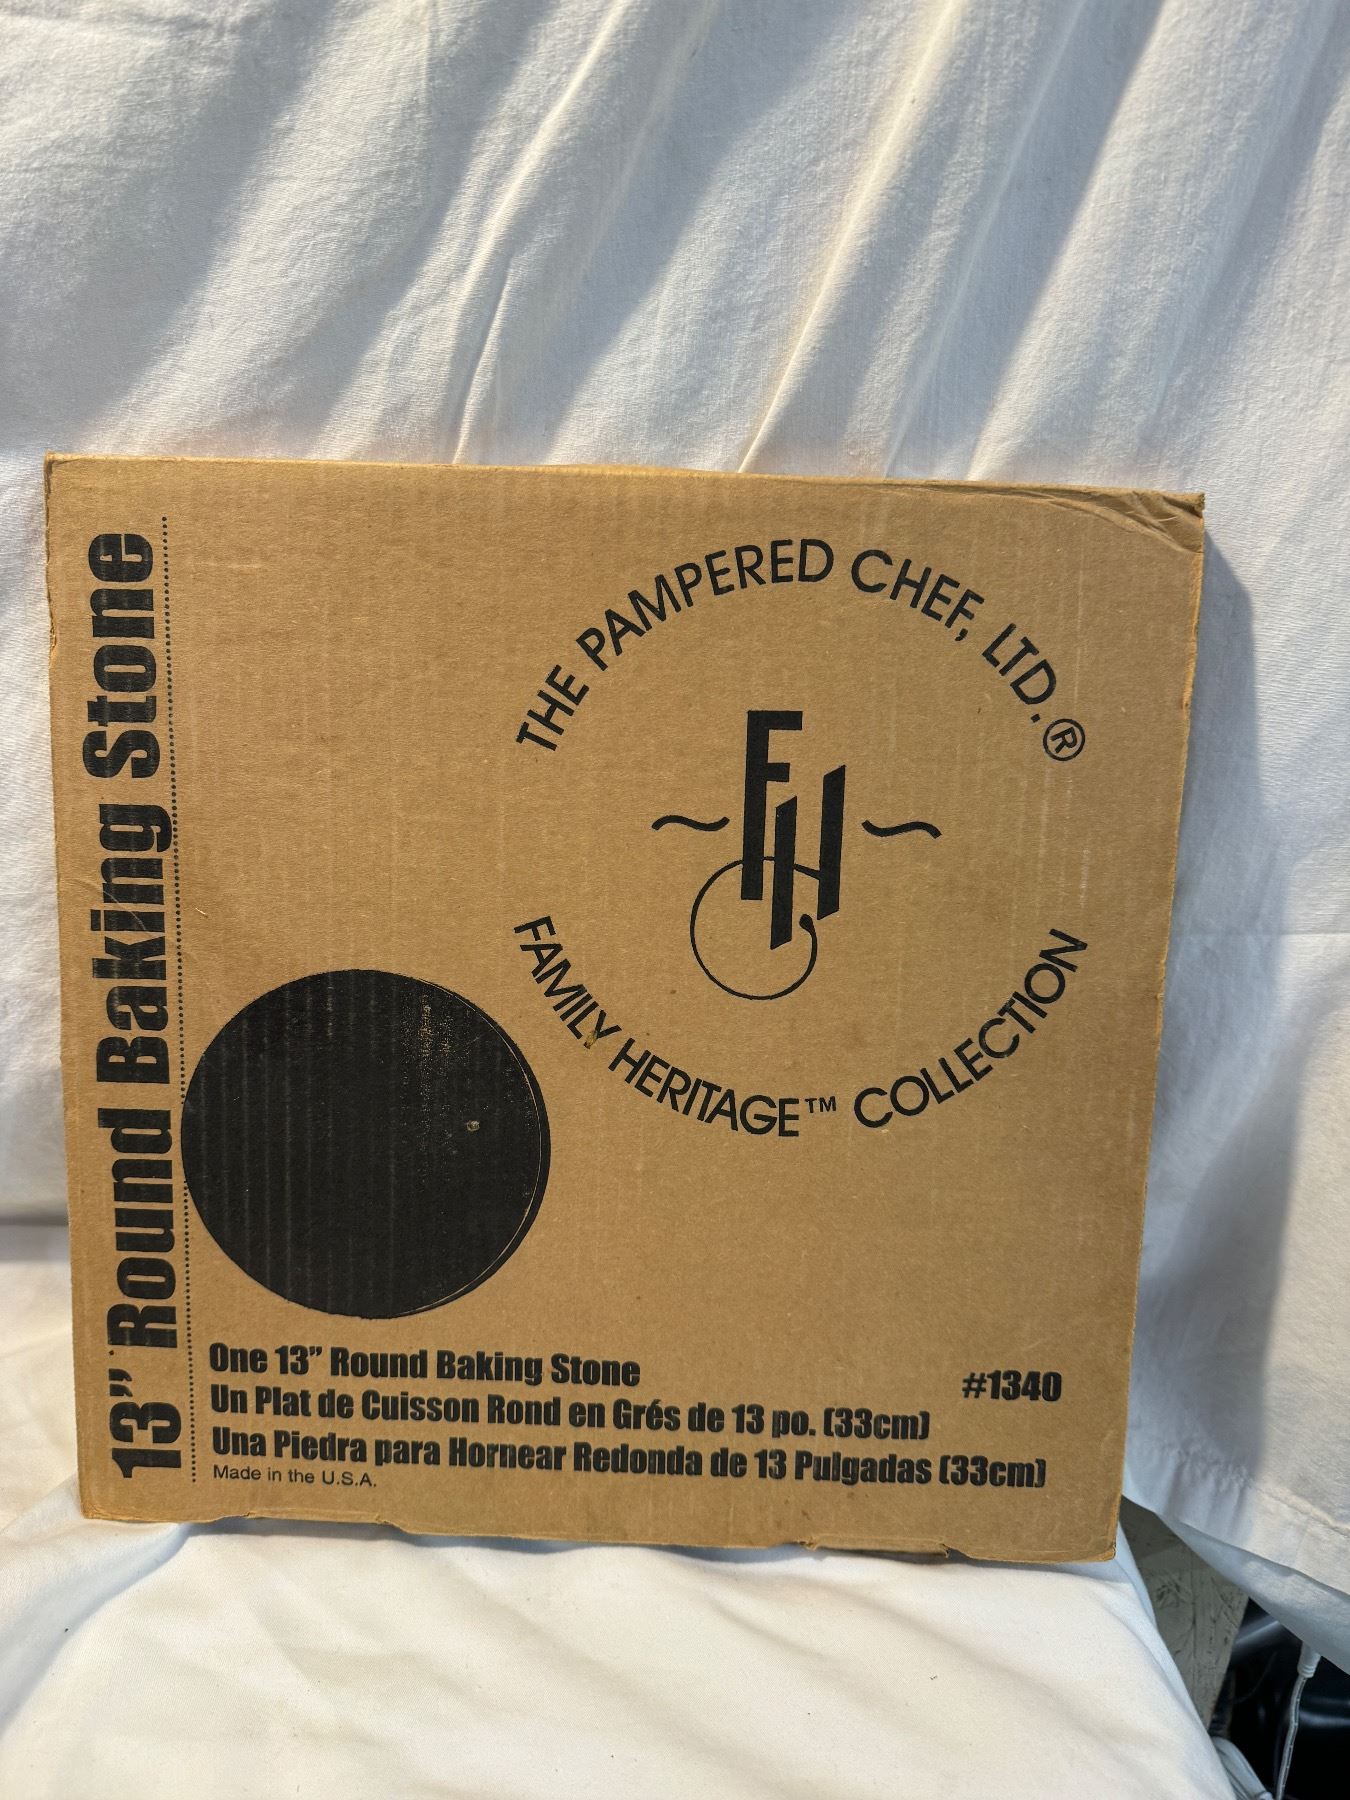 13” Round Baking Stone
THE PAMPERED CHEF, LTD.®
FH
FAMILY HERITAGE™ COLLECTION
One 13” Round Baking Stone
#1340
Un Plat de Cuisson Rond en Grés de 13 po. (33cm)
Una Piedra para Hornear Redonda de 13 Pulgadas (33cm)
Made in the U.S.A.